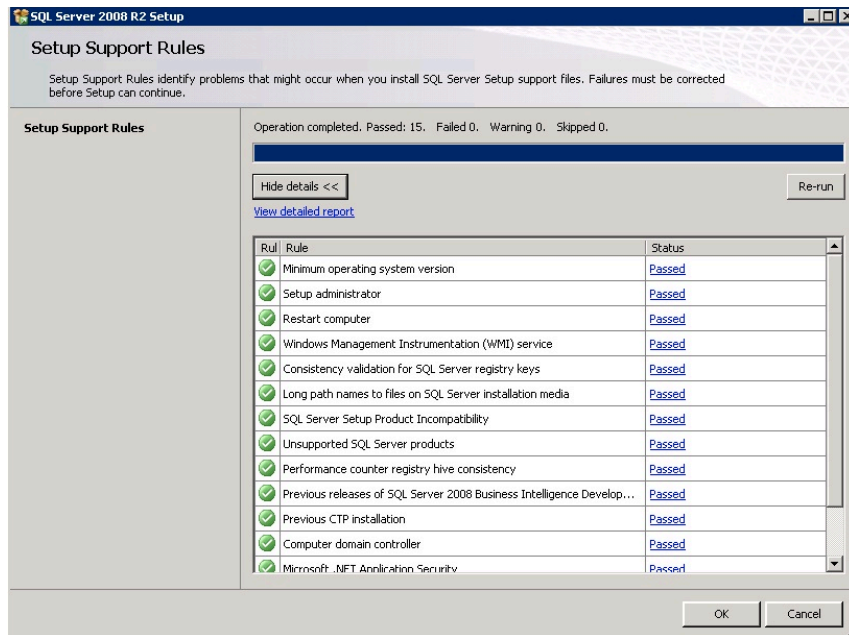 SQL Server 2008 R2 Setup
Setup Support Rules
Setup Support Rules identify problems that might occur when you install SQL Server Setup support files. Failures must be corrected
before Setup can continue.
Setup Support Rules
Operation completed. Passed: 15. Failed 0. Warning 0. Skipped 0.
Hide details <<
Re-run
View detailed report
Rul Rule Status
Minimum operating system version Passed
Setup administrator Passed
Restart computer Passed
Windows Management Instrumentation (WMI) service Passed
Consistency validation for SQL Server registry keys Passed
Long path names to files on SQL Server installation media Passed
SQL Server Setup Product Incompatibility Passed
Unsupported SQL Server products Passed
Performance counter registry hive consistency Passed
Previous releases of SQL Server 2008 Business Intelligence Develop... Passed
Previous CTP installation Passed
Computer domain controller Passed
Microsoft .NET Application Security Passed
OK Cancel